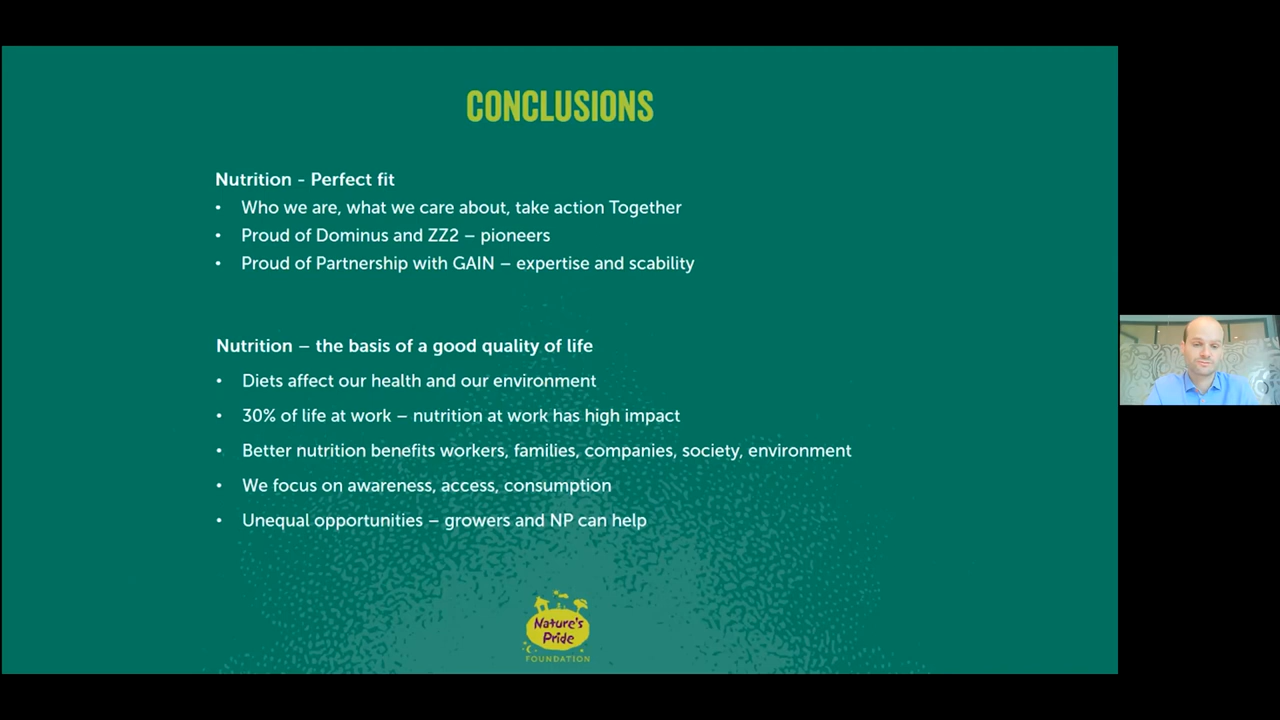 CONCLUSIONS
Nutrition - Perfect fit
• Who we are, what we care about, take action Together
• Proud of Dominus and ZZ2 – pioneers
• Proud of Partnership with GAIN – expertise and scability
Nutrition – the basis of a good quality of life
• Diets affect our health and our environment
• 30% of life at work – nutrition at work has high impact
• Better nutrition benefits workers, families, companies, society, environment
• We focus on awareness, access, consumption
• Unequal opportunities – growers and NP can help
Nature's
Pride
FOUNDATION